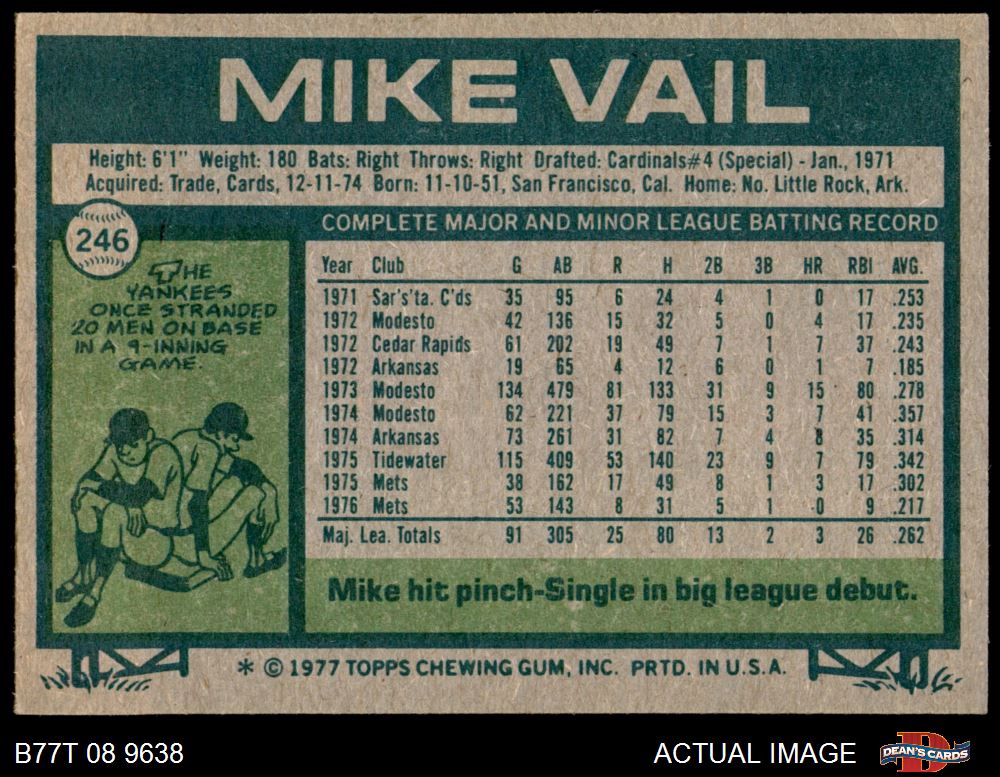 MIKE VAIL
Height: 6'1" Weight: 180 Bats: Right Throws: Right Drafted: Cardinals#4 (Special) - Jan., 1971
Acquired: Trade, Cards, 12-11-74 Born: 11-10-51, San Francisco, Cal. Home: No. Little Rock, Ark.
246
THE
YANKEES
ONCE STRANDED
20 MEN ON BASE
IN A 9-INNING
GAME.
COMPLETE MAJOR AND MINOR LEAGUE BATTING RECORD
Year Club G AB R H 2B 3B HR RBI AVG.
1971 Sar's'ta. C'ds 35 95 6 24 4 1 0 17 .253
1972 Modesto 42 136 15 32 5 0 4 17 .235
1972 Cedar Rapids 61 202 19 49 7 1 7 37 .243
1972 Arkansas 19 65 4 12 6 0 1 7 .185
1973 Modesto 134 479 81 133 31 9 15 80 .278
1974 Modesto 62 221 37 79 15 3 7 41 .357
1974 Arkansas 73 261 31 82 7 4 8 35 .314
1975 Tidewater 115 409 53 140 23 9 7 79 .342
1975 Mets 38 162 17 49 8 1 3 17 .302
1976 Mets 53 143 8 31 5 1 0 9 .217
Maj. Lea. Totals 91 305 25 80 13 2 3 26 .262
Mike hit pinch-Single in big league debut.
* © 1977 TOPPS CHEWING GUM, INC. PRTD. IN U.S.A.
B77T 08 9638
ACTUAL IMAGE
DEAN'S CARDS